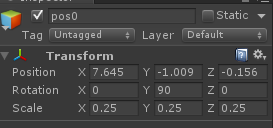 pos0 Static
Tag Untagged Layer Default
Transform
Position X 7.645 Y -1.009 Z -0.156
Rotation X 0 Y 90 Z 0
Scale X 0.25 Y 0.25 Z 0.25